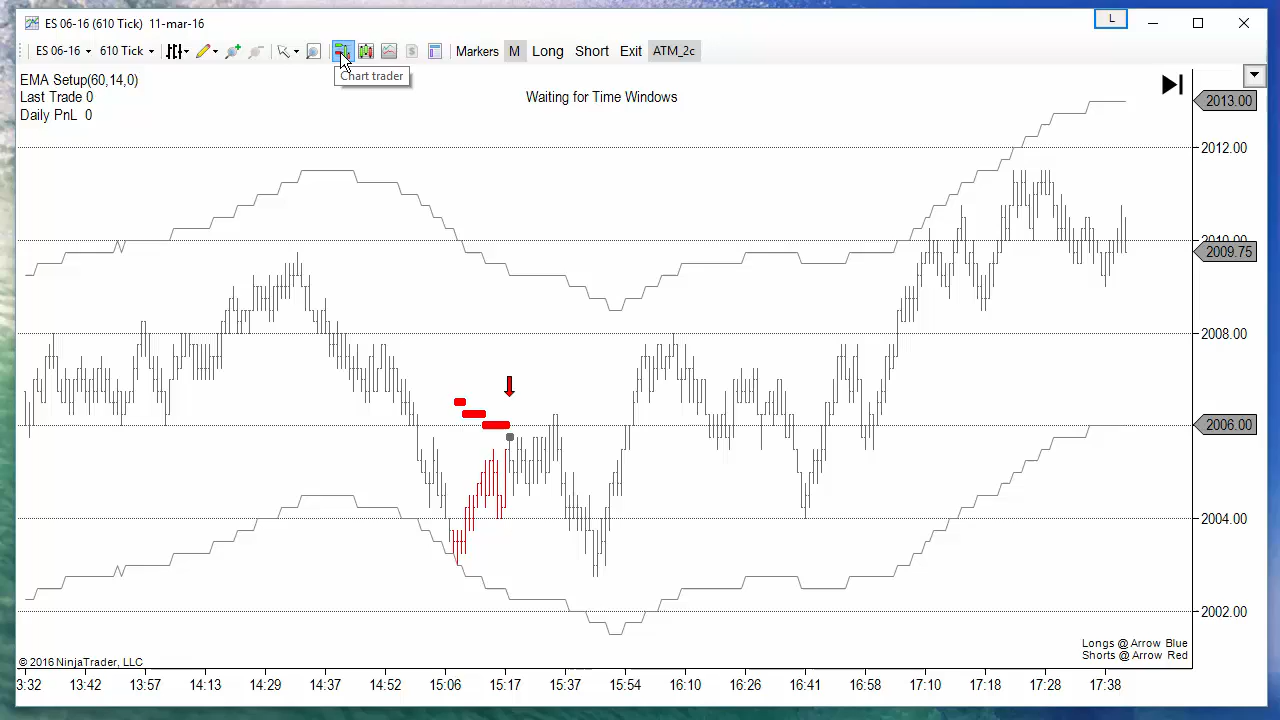 ES 06-16 (610 Tick) 11-mar-16
L
ES 06-16 610 Tick Markers M Long Short Exit ATM_2c
Chart trader
EMA Setup(60,14,0)
Last Trade 0
Daily PnL 0
Waiting for Time Windows
2013.00
2012.00
2010.00
2009.75
2008.00
2006.00
2004.00
2002.00
Longs @ Arrow Blue
Shorts @ Arrow Red
© 2016 NinjaTrader, LLC
3:32 13:42 13:57 14:13 14:29 14:37 14:52 15:06 15:17 15:37 15:54 16:10 16:26 16:41 16:58 17:10 17:18 17:28 17:38